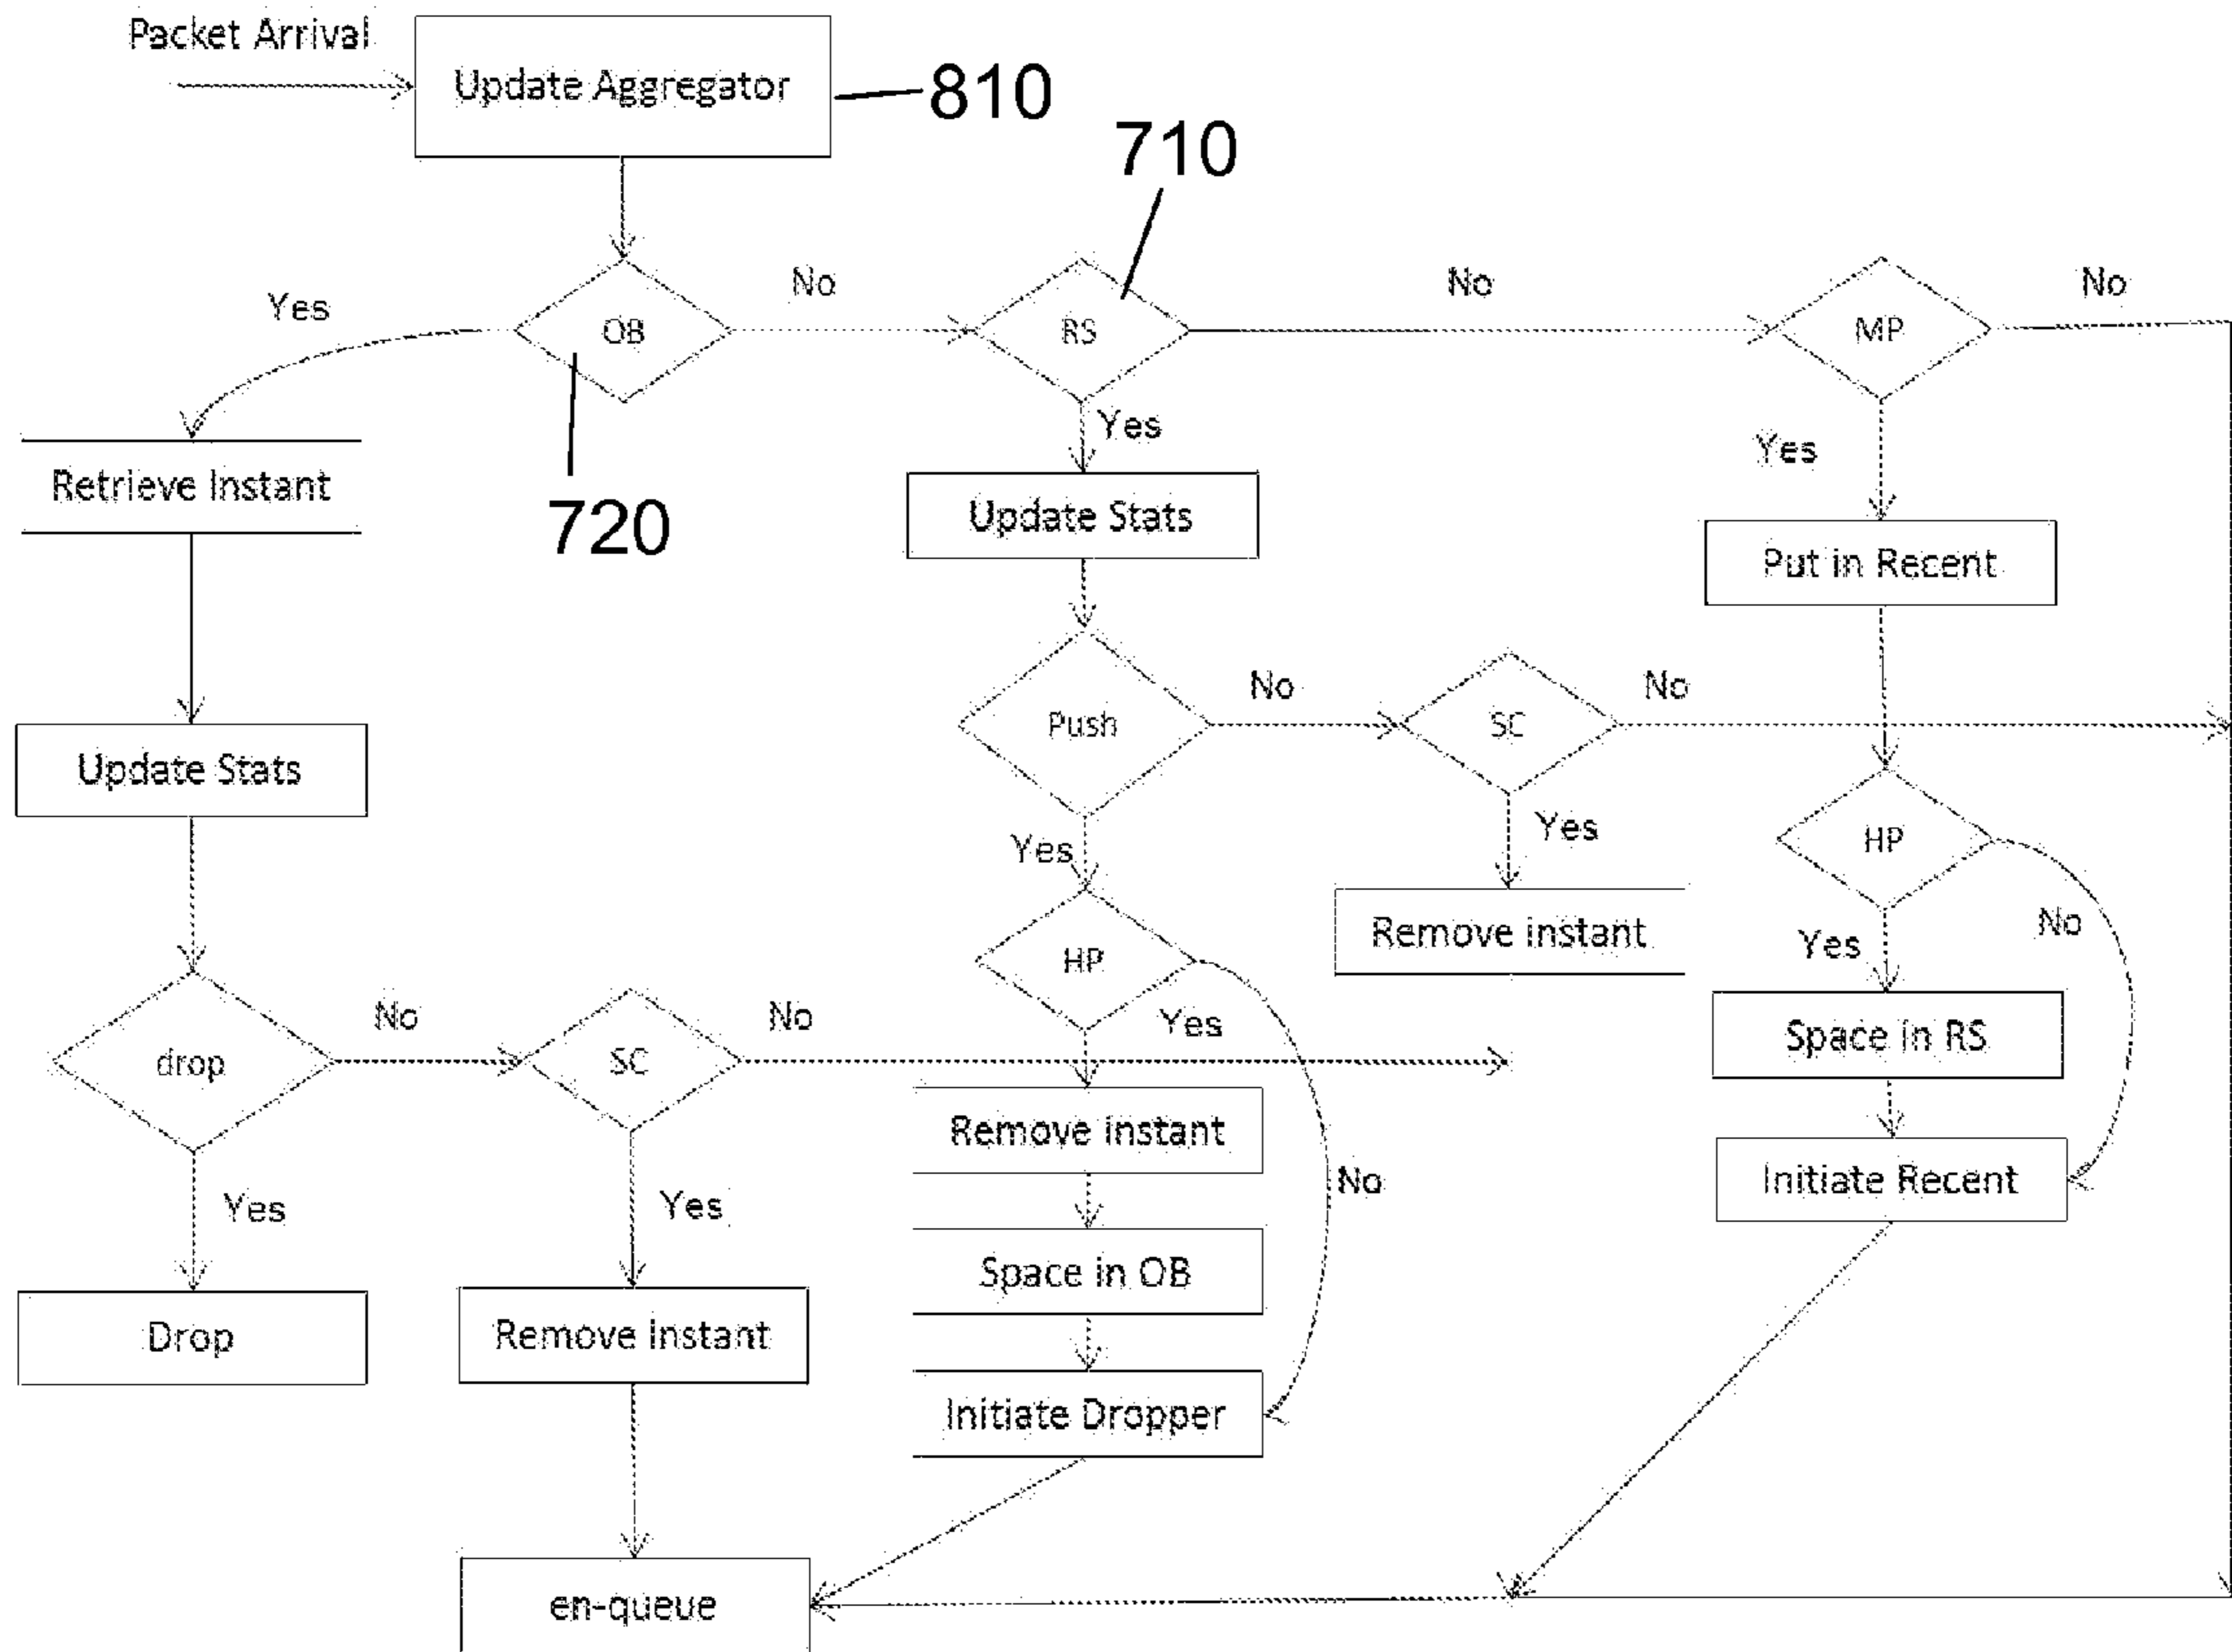 Packet Arrival
Update Aggregator
810
710
Yes
OB
No
RS
No
MP
No
Retrieve Instant
720
Yes
Update Stats
Yes
Put in Recent
Update Stats
Push
No
SC
No
Yes
Yes
Remove instant
HP
No
Yes
Space in RS
Initiate Recent
HP
Yes
No
drop
No
SC
No
Yes
Drop
Yes
Remove instant
Remove instant
Space in OB
Initiate Dropper
en-queue